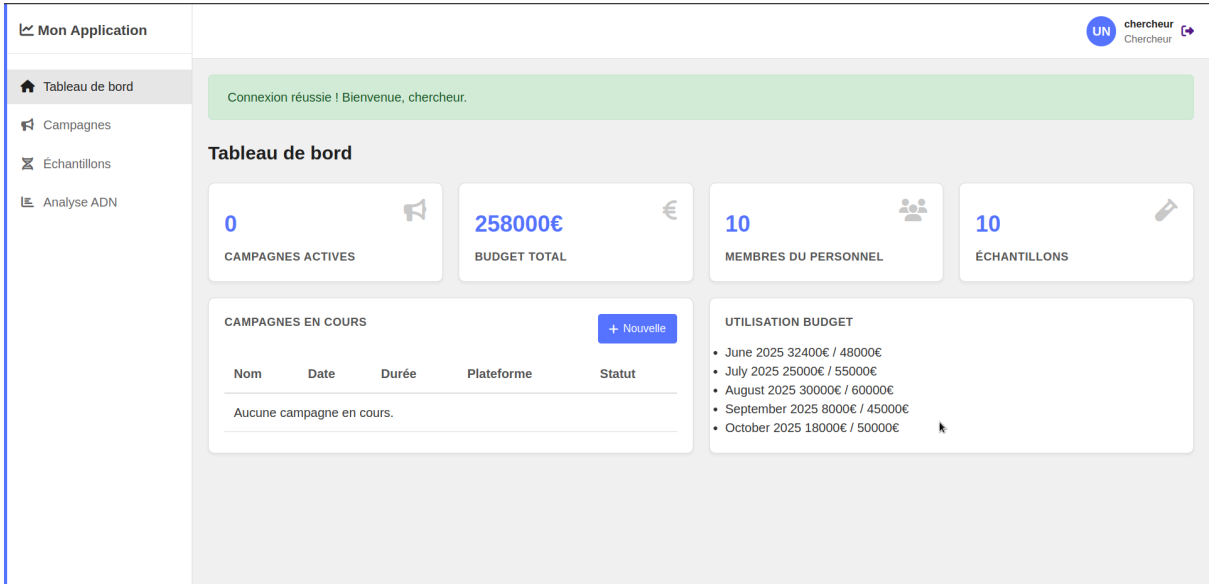 Mon Application
UN
chercheur
Chercheur
Tableau de bord
Campagnes
Échantillons
Analyse ADN
Connexion réussie ! Bienvenue, chercheur.
Tableau de bord
0
CAMPAGNES ACTIVES
258000€
BUDGET TOTAL
10
MEMBRES DU PERSONNEL
10
ÉCHANTILLONS
CAMPAGNES EN COURS
+ Nouvelle
Nom Date Durée Plateforme Statut
Aucune campagne en cours.
UTILISATION BUDGET
• June 2025 32400€ / 48000€
• July 2025 25000€ / 55000€
• August 2025 30000€ / 60000€
• September 2025 8000€ / 45000€
• October 2025 18000€ / 50000€